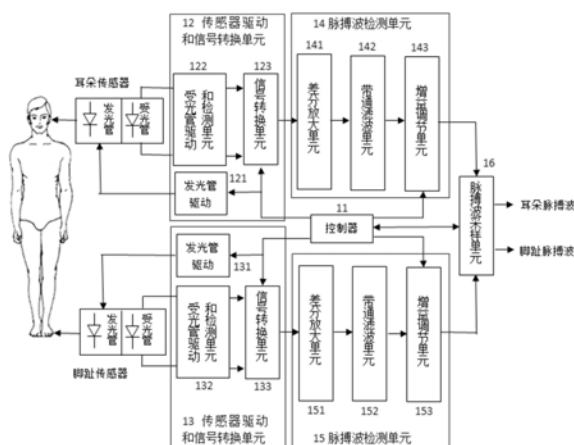 12 传感器驱动
和信号转换单元
14 脉搏波检测单元
141
142
143
122
123
耳朵传感器
发光管
受光管
受光管驱动
和检测单元
信号转换单元
差分放大单元
带通滤波单元
增益调节单元
121
发光管
驱动
11
控制器
16
脉搏波采样单元
耳朵脉搏波
脚趾脉搏波
发光管
驱动
131
发光管
受光管
脚趾传感器
受光管驱动
和检测单元
信号转换单元
差分放大单元
带通滤波单元
增益调节单元
132
133
151
152
153
13 传感器驱动
和信号转换单元
15 脉搏波检测单元